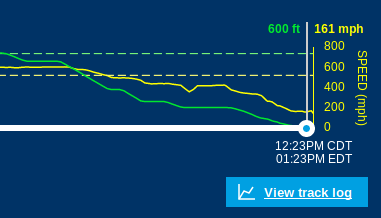 600 ft 161 mph
800
600
400
200
0
SPEED (mph)
12:23PM CDT
01:23PM EDT
View track log